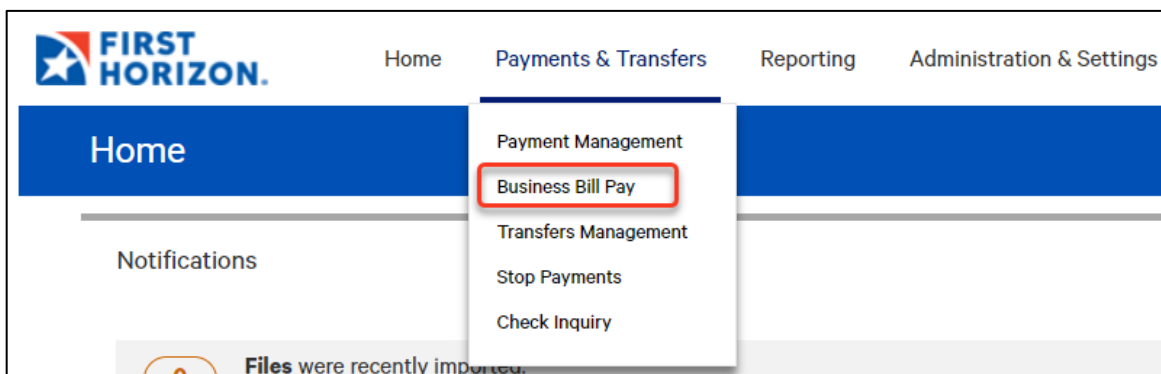 FIRST
HORIZON.
Home Payments & Transfers Reporting Administration & Settings
Home
Payment Management
Business Bill Pay
Transfers Management
Stop Payments
Check Inquiry
Notifications
Files were recently imported.